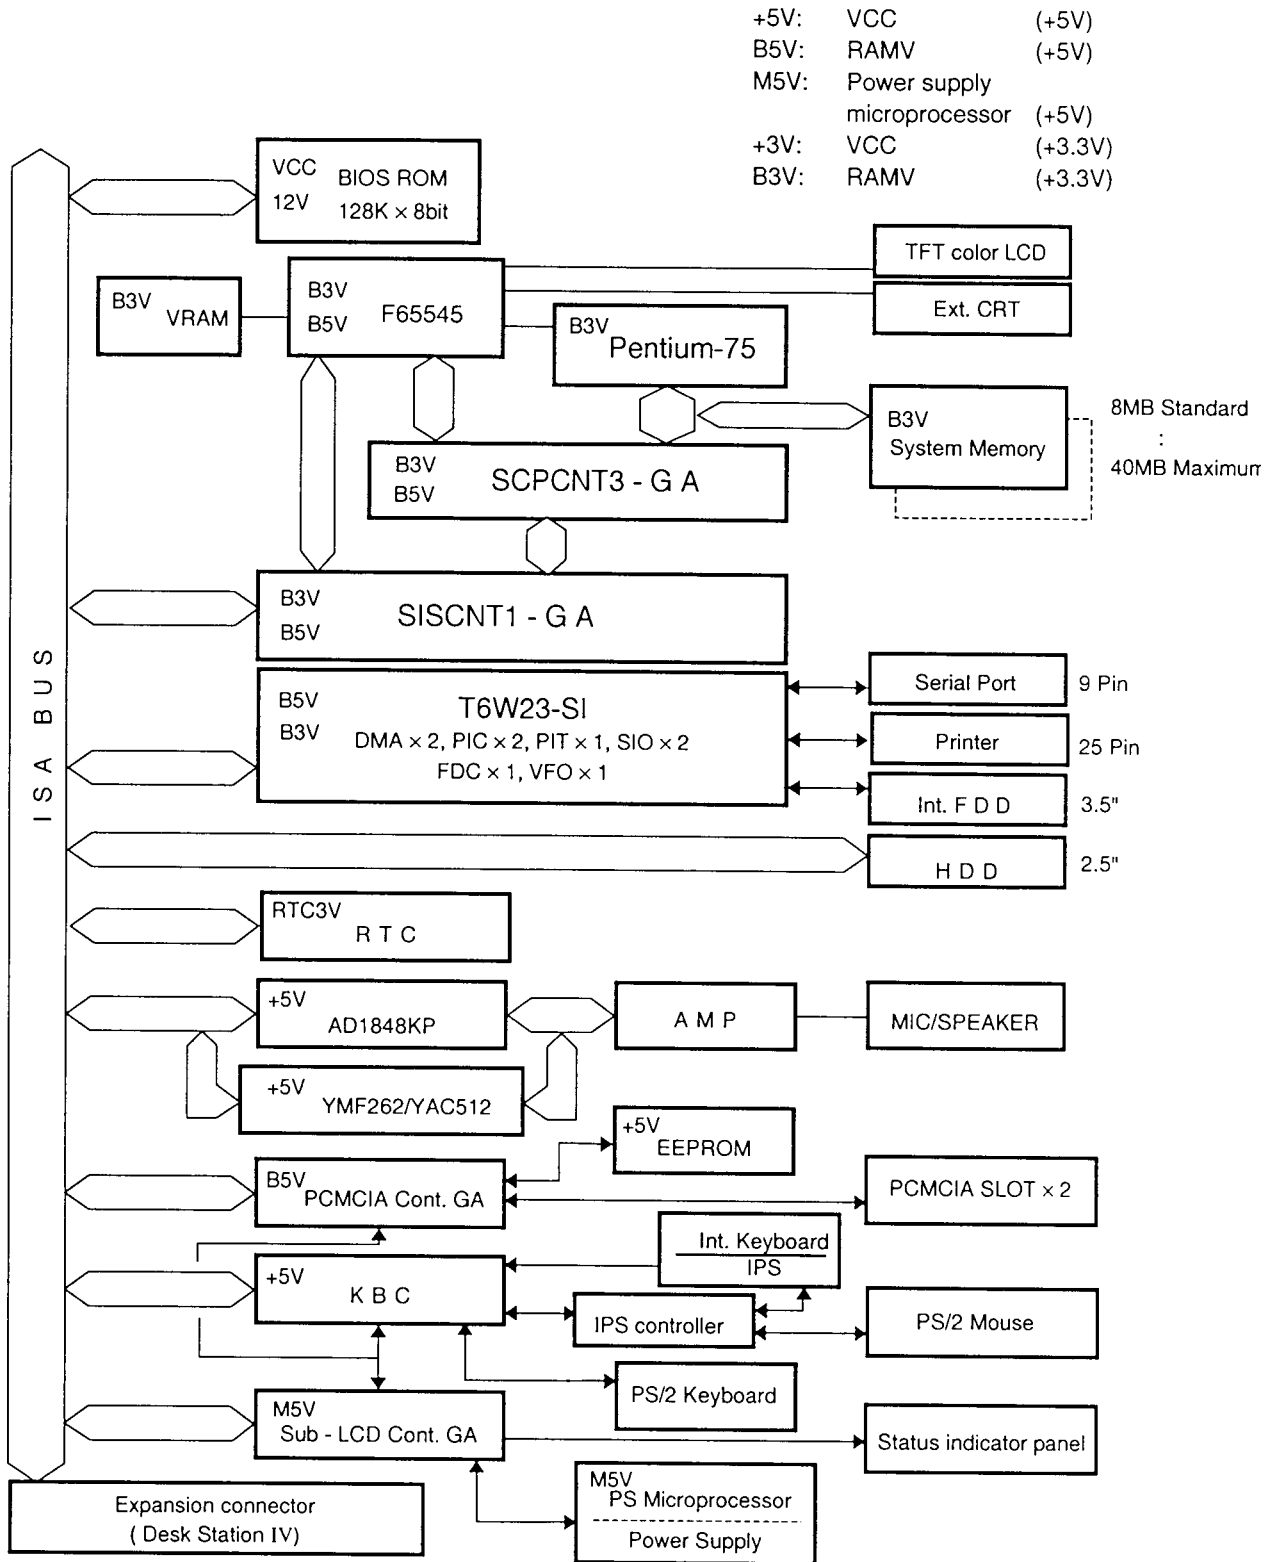 +5V: VCC (+5V)
B5V: RAMV (+5V)
M5V: Power supply
microprocessor (+5V)
+3V: VCC (+3.3V)
B3V: RAMV (+3.3V)
ISA BUS
VCC BIOS ROM
12V 128K × 8bit
TFT color LCD
Ext. CRT
B3V
VRAM
B3V
B5V
F65545
B3V
Pentium-75
B3V
System Memory
8MB Standard
:
40MB Maximum
B3V
B5V
SCPCNT3 - G A
B3V
B5V
SISCNT1 - G A
B5V
B3V
T6W23-SI
DMA × 2, PIC × 2, PIT × 1, SIO × 2
FDC × 1, VFO × 1
Serial Port 9 Pin
Printer 25 Pin
Int. F D D 3.5"
H D D 2.5"
RTC3V
R T C
+5V
AD1848KP
A M P
MIC/SPEAKER
+5V
YMF262/YAC512
+5V
EEPROM
B5V
PCMCIA Cont. GA
PCMCIA SLOT × 2
Int. Keyboard
IPS
+5V
K B C
IPS controller
PS/2 Mouse
PS/2 Keyboard
M5V
Sub - LCD Cont. GA
Status indicator panel
M5V
PS Microprocessor
Power Supply
Expansion connector
( Desk Station IV)